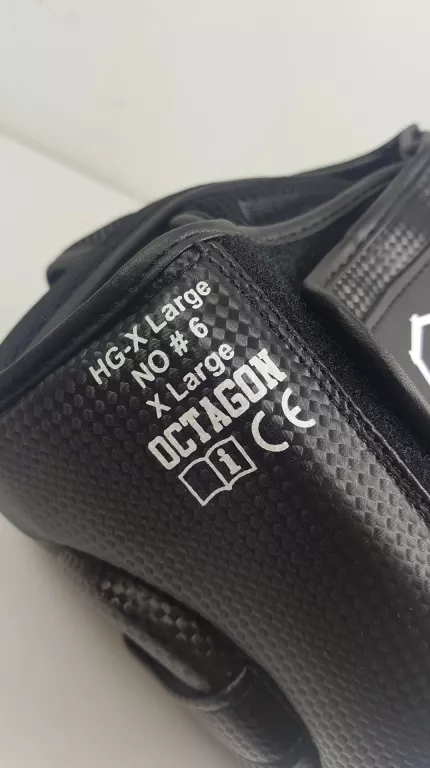 HG-X Large
NO # 6
X Large
OCTAGON
i CE